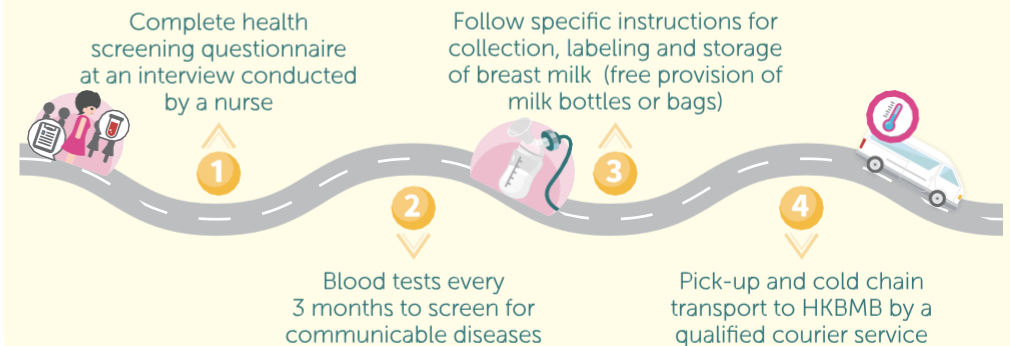 Complete health
screening questionnaire
at an interview conducted
by a nurse
1
2
Blood tests every
3 months to screen for
communicable diseases
Follow specific instructions for
collection, labeling and storage
of breast milk (free provision of
milk bottles or bags)
3
4
Pick-up and cold chain
transport to HKBMB by a
qualified courier service